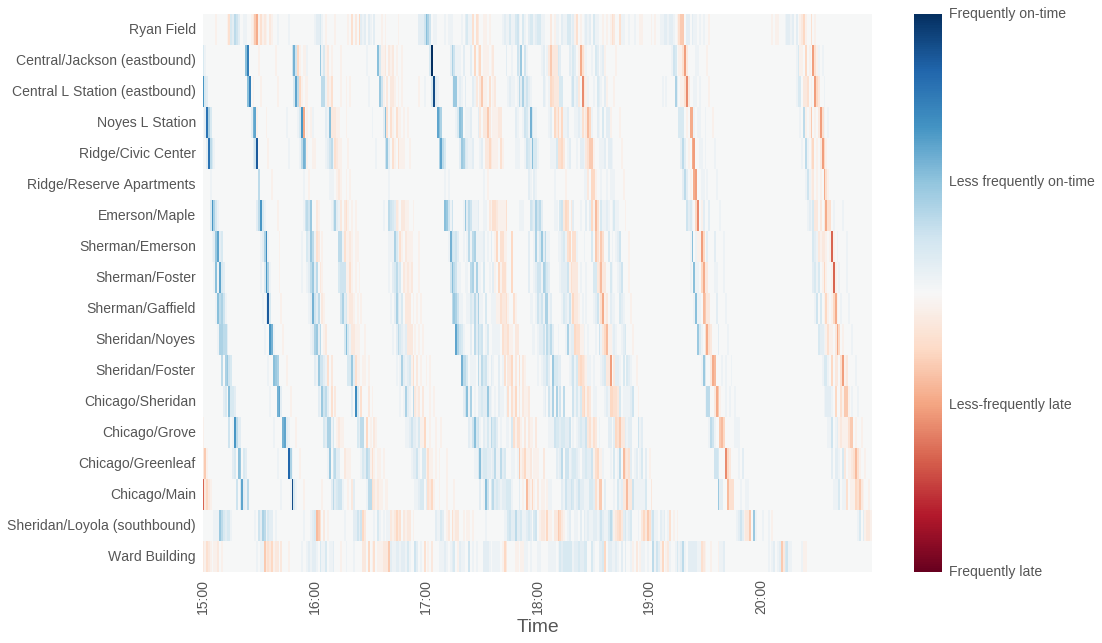 Ryan Field
Central/Jackson (eastbound)
Central L Station (eastbound)
Noyes L Station
Ridge/Civic Center
Ridge/Reserve Apartments
Emerson/Maple
Sherman/Emerson
Sherman/Foster
Sherman/Gaffield
Sheridan/Noyes
Sheridan/Foster
Chicago/Sheridan
Chicago/Grove
Chicago/Greenleaf
Chicago/Main
Sheridan/Loyola (southbound)
Ward Building
15:00
16:00
17:00
18:00
19:00
20:00
Time
Frequently on-time
Less frequently on-time
Less-frequently late
Frequently late